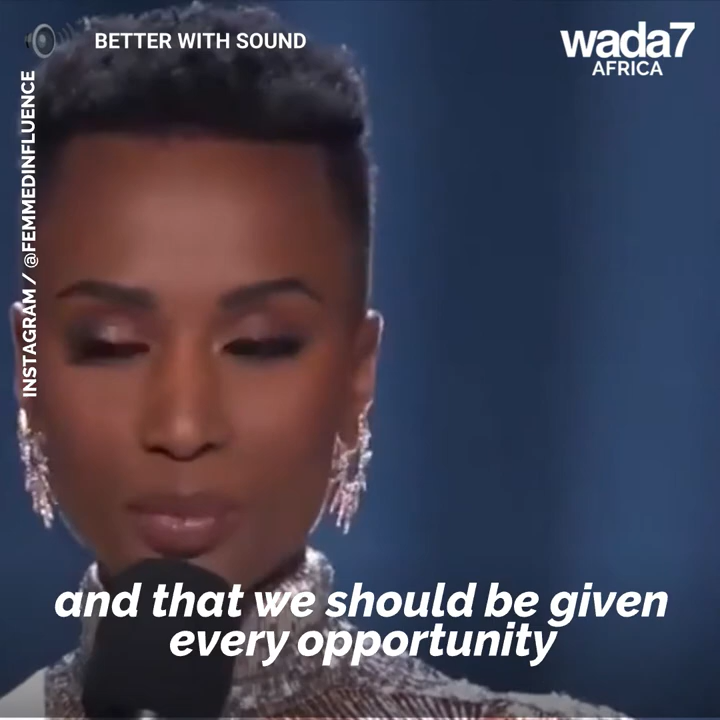 BETTER WITH SOUND
wada7
AFRICA
INSTAGRAM / @FEMMEDINFLUENCE
and that we should be given
every opportunity